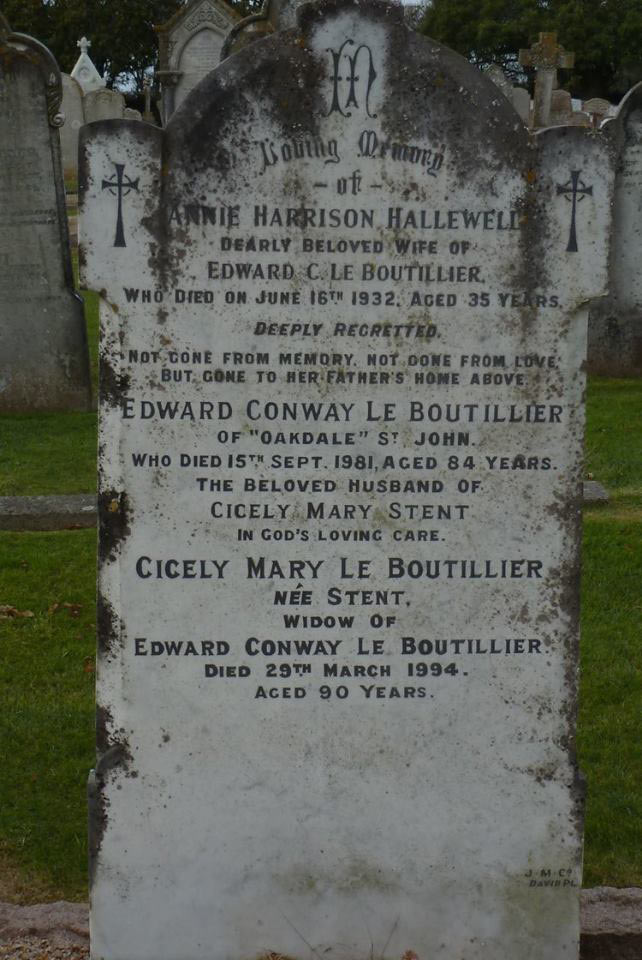 In
Loving Memory
- of -
ANNIE HARRISON HALLEWELL
DEARLY BELOVED WIFE OF
EDWARD C. LE BOUTILLIER,
WHO DIED ON JUNE 16TH 1932, AGED 35 YEARS.
DEEPLY REGRETTED.
NOT GONE FROM MEMORY, NOT GONE FROM LOVE,
BUT GONE TO HER FATHER'S HOME ABOVE
EDWARD CONWAY LE BOUTILLIER
OF "OAKDALE" ST JOHN.
WHO DIED 15TH SEPT. 1981, AGED 84 YEARS.
THE BELOVED HUSBAND OF
CICELY MARY STENT
IN GOD'S LOVING CARE.
CICELY MARY LE BOUTILLIER
NÉE STENT,
WIDOW OF
EDWARD CONWAY LE BOUTILLIER.
DIED 29TH MARCH 1994.
AGED 90 YEARS.
J.M.Co
DAVID PL.